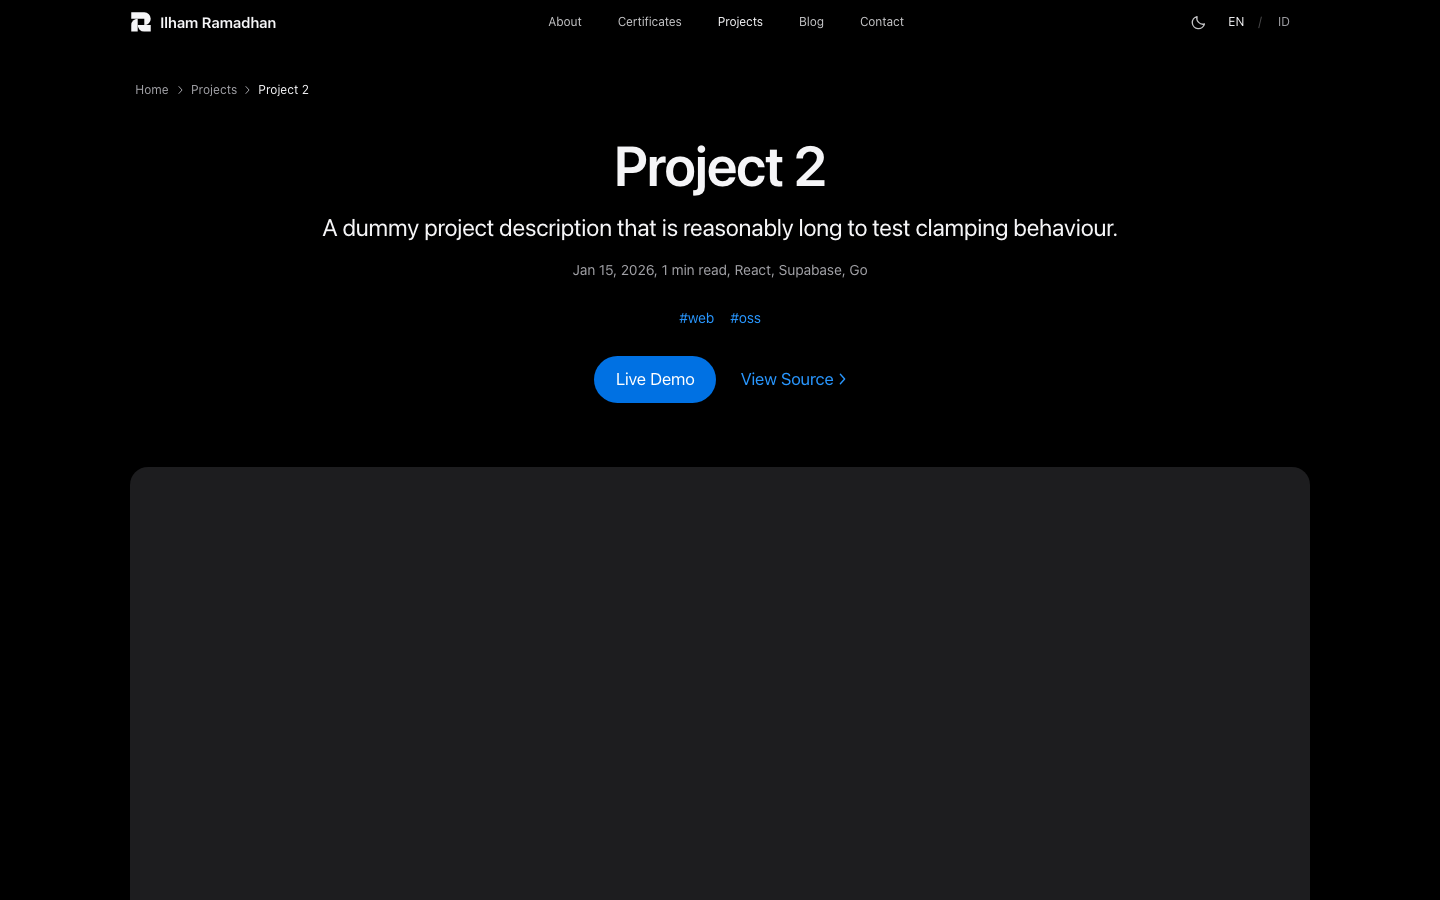 Ilham Ramadhan
About Certificates Projects Blog Contact
EN / ID
Home > Projects > Project 2
Project 2
A dummy project description that is reasonably long to test clamping behaviour.
Jan 15, 2026, 1 min read, React, Supabase, Go
#web #oss
Live Demo View Source >